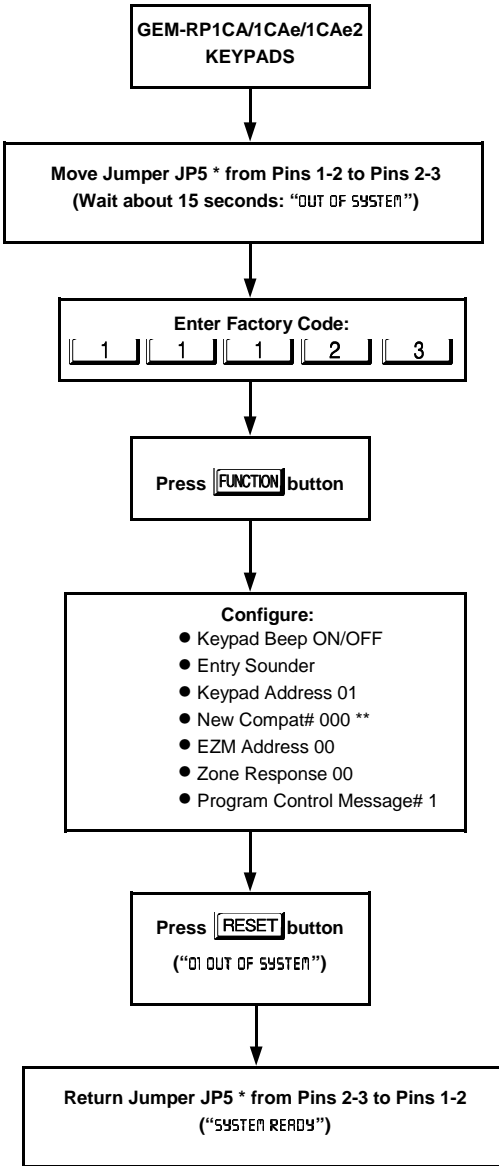 GEM-RP1CA/1CAe/1CAe2
KEYPADS
Move Jumper JP5 * from Pins 1-2 to Pins 2-3
(Wait about 15 seconds: “OUT OF SYSTEM”)
Enter Factory Code:
1 1 1 2 3
Press FUNCTION button
Configure:
● Keypad Beep ON/OFF
● Entry Sounder
● Keypad Address 01
● New Compat# 000 **
● EZM Address 00
● Zone Response 00
● Program Control Message# 1
Press RESET button
(“01 OUT OF SYSTEM”)
Return Jumper JP5 * from Pins 2-3 to Pins 1-2
(“SYSTEM READY”)